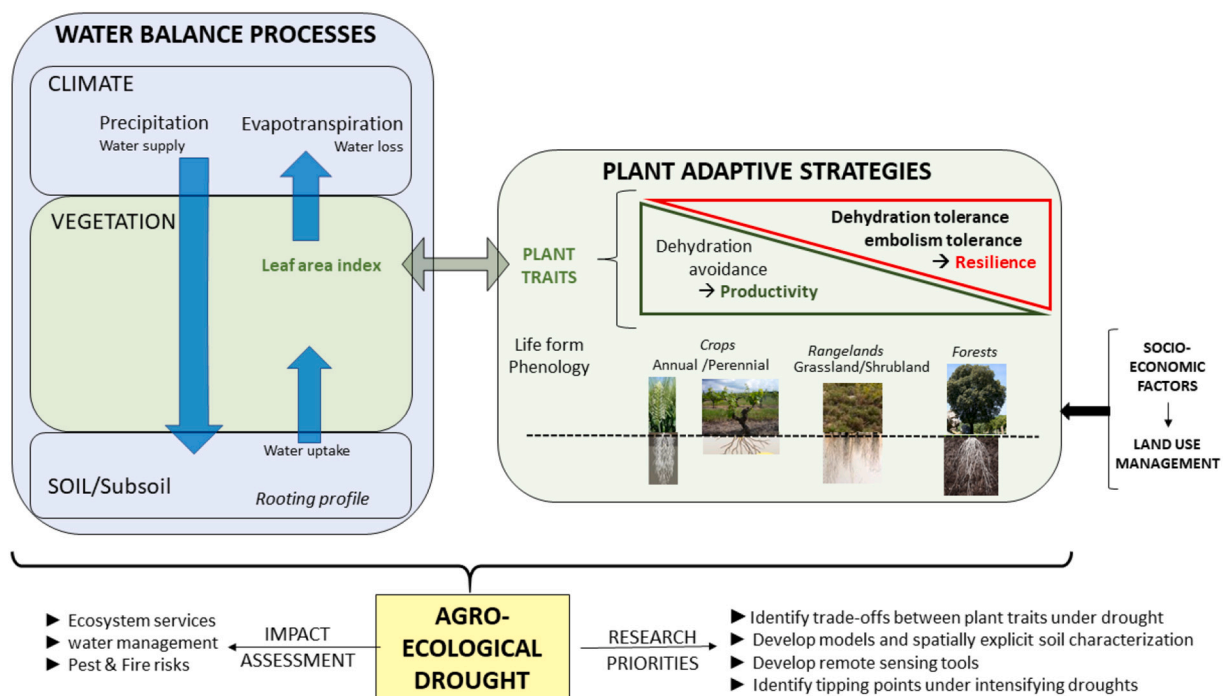 WATER BALANCE PROCESSES
CLIMATE
Precipitation
Water supply
Evapotranspiration
Water loss
VEGETATION
Leaf area index
Water uptake
SOIL/Subsoil
Rooting profile
PLANT ADAPTIVE STRATEGIES
PLANT
TRAITS
Dehydration
avoidance
→ Productivity
Dehydration tolerance
embolism tolerance
→ Resilience
Life form
Phenology
Crops
Annual /Perennial
Rangelands
Grassland/Shrubland
Forests
SOCIO-
ECONOMIC
FACTORS
LAND USE
MANAGEMENT
AGRO-
ECOLOGICAL
DROUGHT
IMPACT
ASSESSMENT
► Ecosystem services
► water management
► Pest & Fire risks
RESEARCH
PRIORITIES
► Identify trade-offs between plant traits under drought
► Develop models and spatially explicit soil characterization
► Develop remote sensing tools
► Identify tipping points under intensifying droughts